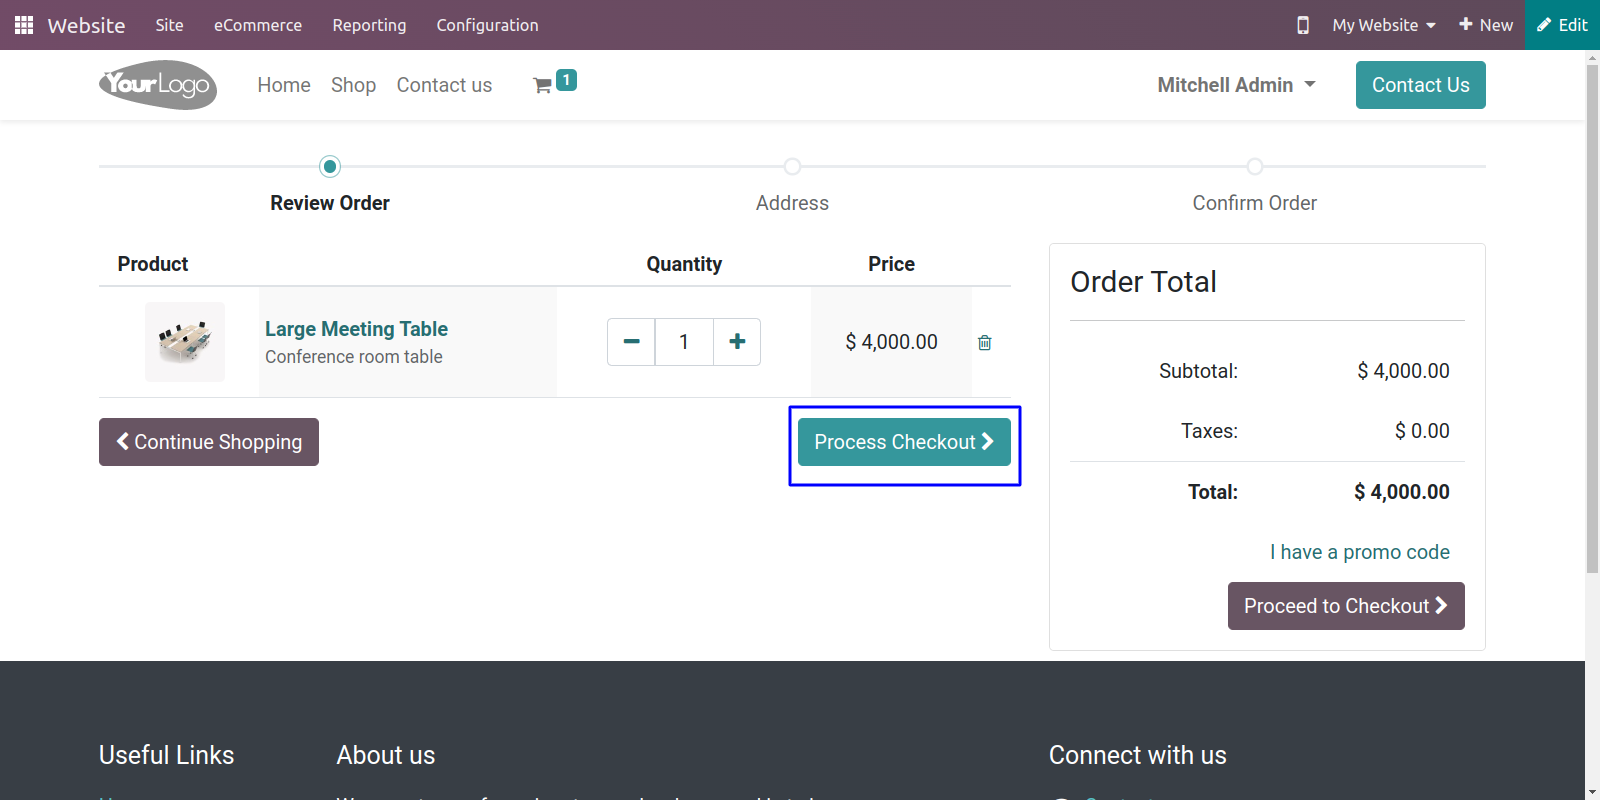 Website Site eCommerce Reporting Configuration My Website New Edit
YourLogo Home Shop Contact us 1 Mitchell Admin Contact Us
Review Order Address Confirm Order
Product Quantity Price
Large Meeting Table
Conference room table
1
$ 4,000.00
Continue Shopping Process Checkout
Order Total
Subtotal: $ 4,000.00
Taxes: $ 0.00
Total: $ 4,000.00
I have a promo code
Proceed to Checkout
Useful Links About us Connect with us